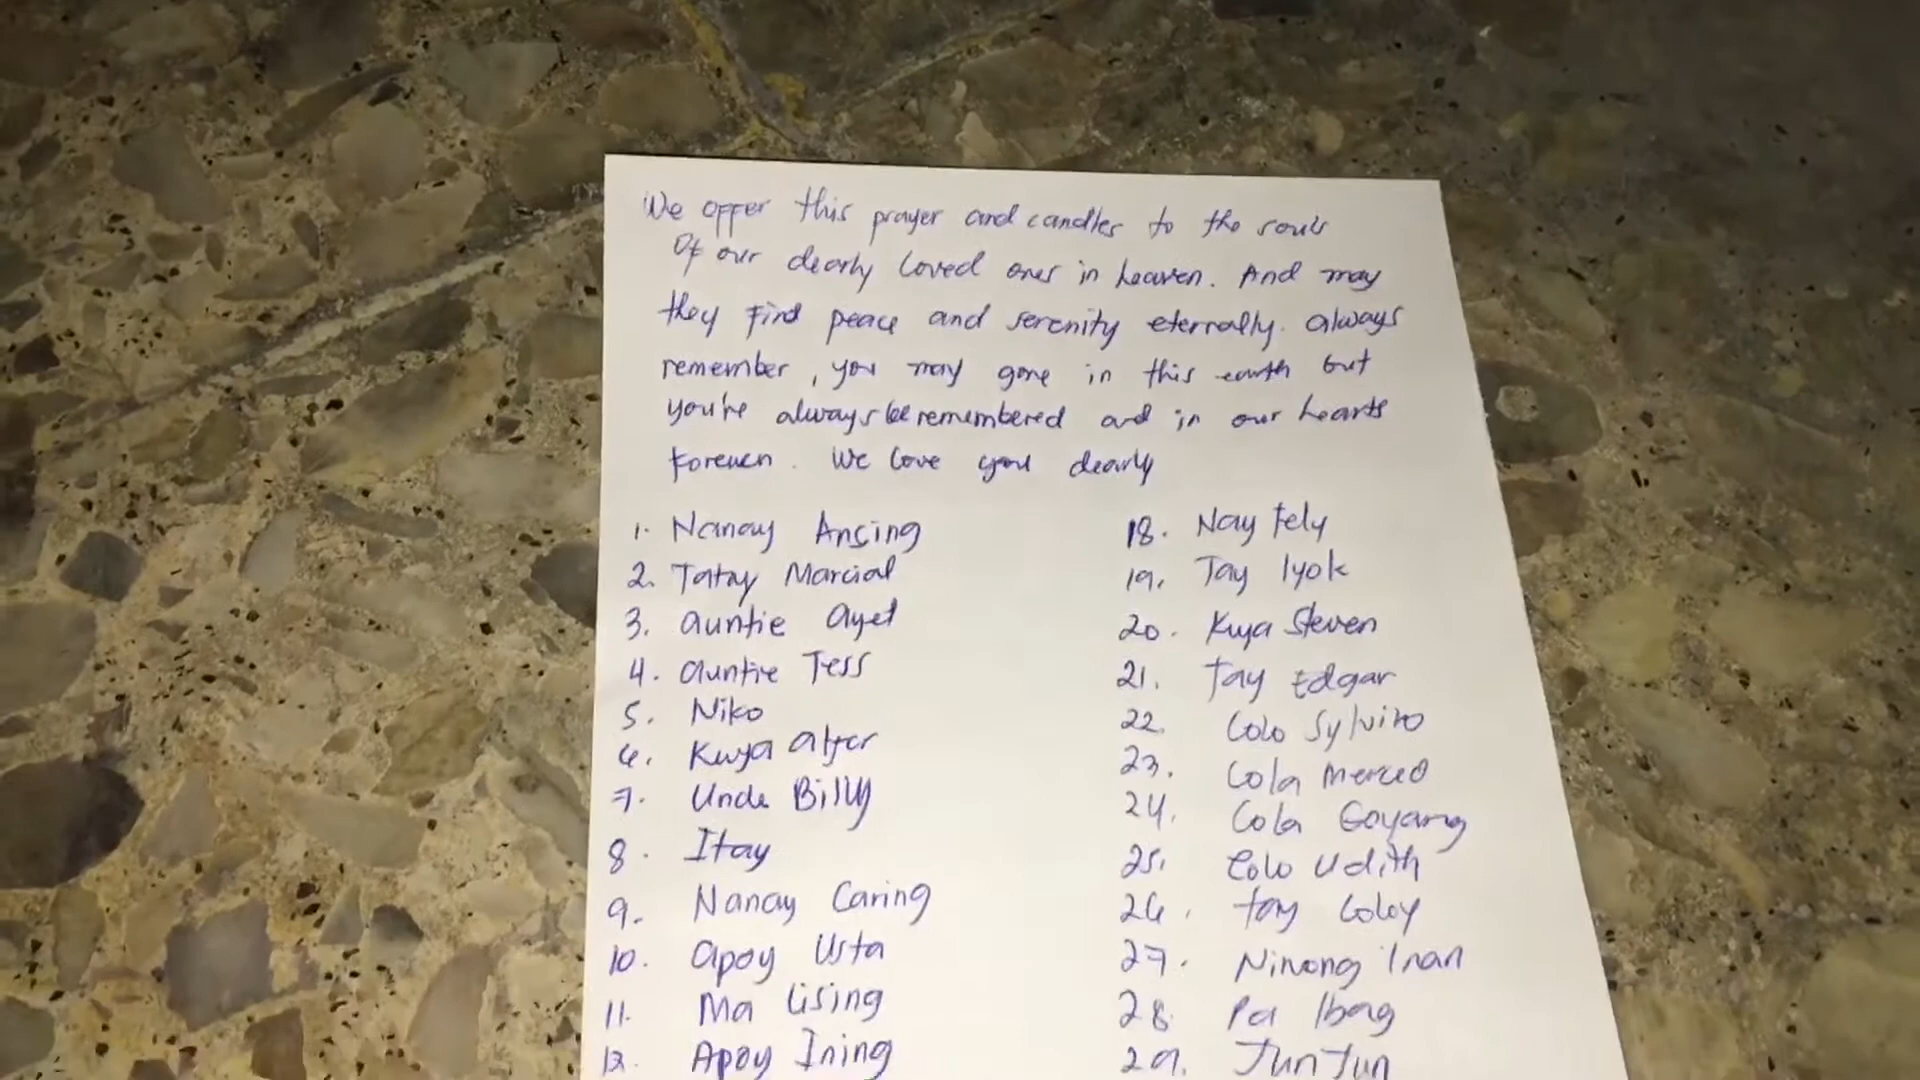 We offer this prayer and candles to the souls
Of our dearly loved ones in heaven. And may
they find peace and serenity eternally. always
remember, you may gone in this earth but
you're always be remembered and in our hearts
Forever. We love you dearly
1. Nanay Ansing
2. Tatay Marcial
3. auntie ayet
4. auntie Tess
5. Niko
6. Kuya
7. Uncle Billy
8. Itay
9. Nanay Caring
10. apoy Usta
11. Ma Lising
12. Apoy Ining
18. Nay Fely
19. Tay Iyok
20. Kuya Steven
21. Tay Edgar
22. Lolo
23. Lola Merced
24. Lola Goyang
25. Lolo Udith
26. Tay Loloy
27. Ninong
28. Pa
29. JunJun